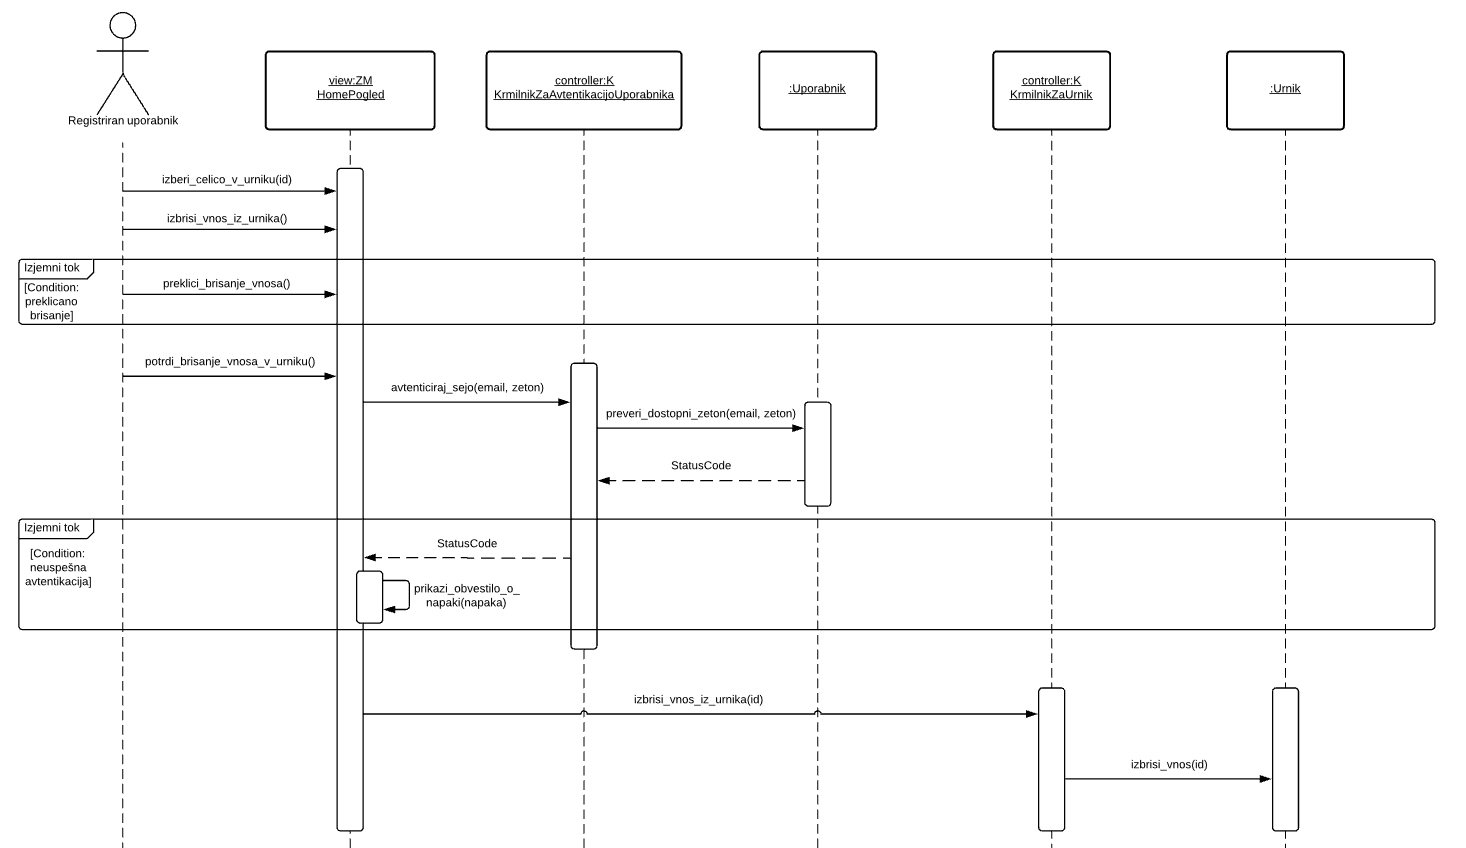 Registriran uporabnik
view:ZM
HomePogled
controller:K
KrmilnikZaAvtentikacijoUporabnika
:Uporabnik
controller:K
KrmilnikZaUrnik
:Urnik
izberi_celico_v_urniku(id)
izbrisi_vnos_iz_urnika()
Izjemni tok
[Condition:
preklicano
brisanje]
preklici_brisanje_vnosa()
potrdi_brisanje_vnosa_v_urniku()
avtenticiraj_sejo(email, zeton)
preveri_dostopni_zeton(email, zeton)
StatusCode
Izjemni tok
[Condition:
neuspešna
avtentikacija]
StatusCode
prikazi_obvestilo_o_
napaki(napaka)
izbrisi_vnos_iz_urnika(id)
izbrisi_vnos(id)